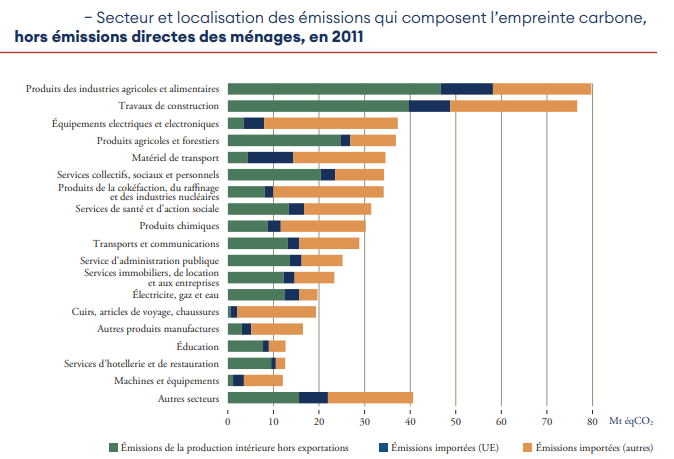 – Secteur et localisation des émissions qui composent l’empreinte carbone,
hors émissions directes des ménages, en 2011
Produits des industries agricoles et alimentaires
Travaux de construction
Équipements electriques et electroniques
Produits agricoles et forestiers
Matériel de transport
Services collectifs, sociaux et personnels
Produits de la cokéfaction, du raffinage
et des industries nucléaires
Services de santé et d'action sociale
Produits chimiques
Transports et communications
Service d'administration publique
Services immobiliers, de location
et aux entreprises
Électricite, gaz et eau
Cuirs, articles de voyage, chaussures
Autres produits manufactures
Éducation
Services d'hotellerie et de restauration
Machines et équipements
Autres secteurs
0 10 20 30 40 50 60 70 80 Mt éqCO₂
Émissions de la production intérieure hors exportations Émissions importées (UE) Émissions importées (autres)